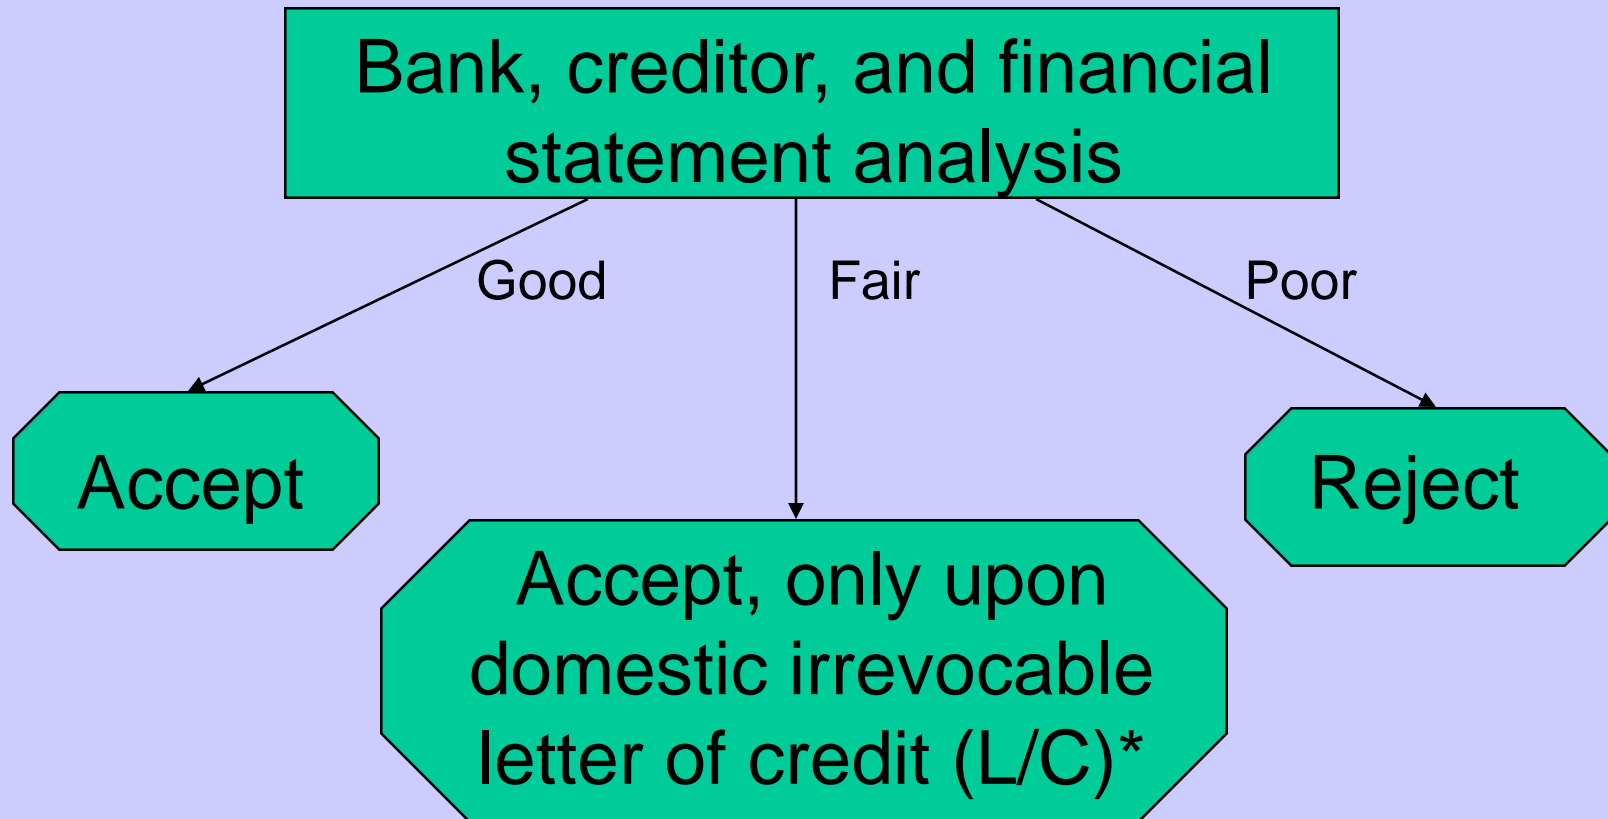 Bank, creditor, and financial
statement analysis
Good
Fair
Poor
Accept
Reject
Accept, only upon
domestic irrevocable
letter of credit (L/C)*